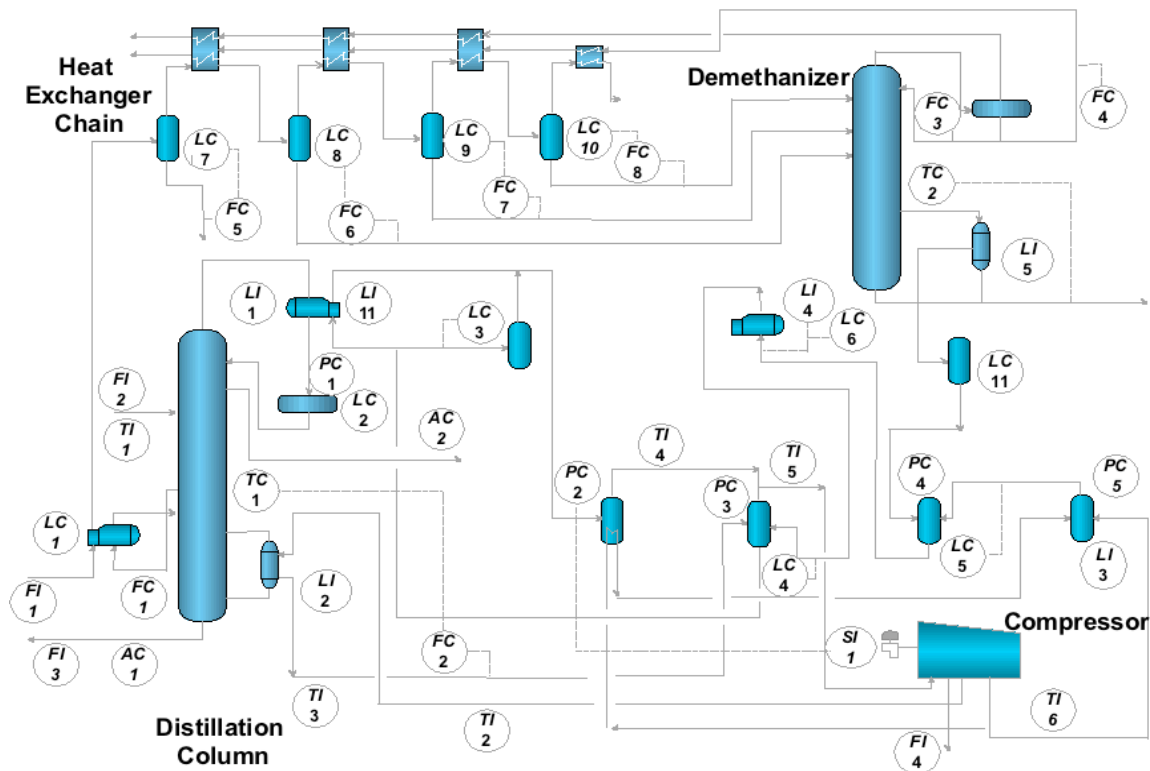 Heat
Exchanger
Chain
Demethanizer
FC
3
FC
4
LC
7
LC
8
LC
9
LC
10
FC
8
FC
7
FC
5
FC
6
TC
2
LI
5
LI
1
LI
11
LC
3
LI
4
LC
6
LC
11
PC
1
LC
2
FI
2
TI
1
AC
2
TC
1
TI
4
TI
5
PC
2
PC
3
PC
4
PC
5
LC
1
LC
5
LI
3
LC
4
FI
1
FC
1
LI
2
FI
3
AC
1
FC
2
SI
1
Compressor
TI
3
TI
2
TI
6
FI
4
Distillation
Column